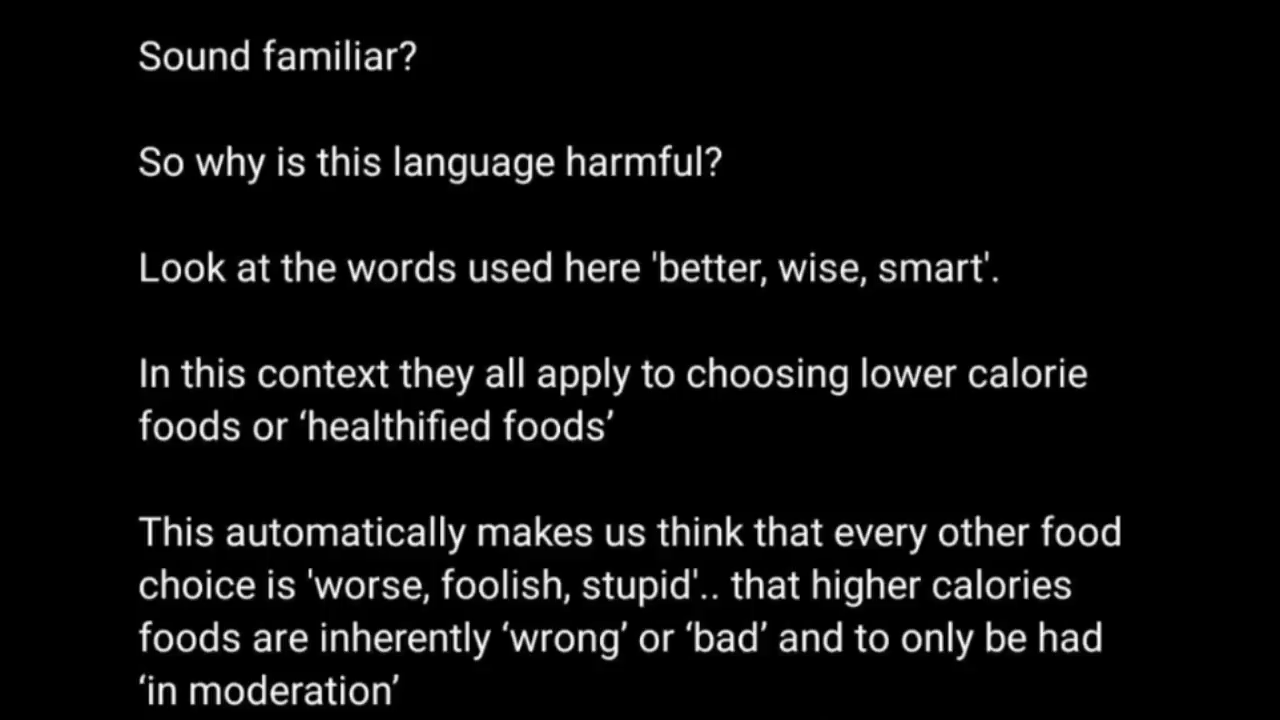 Sound familiar?
So why is this language harmful?
Look at the words used here 'better, wise, smart'.
In this context they all apply to choosing lower calorie
foods or ‘healthified foods’
This automatically makes us think that every other food
choice is 'worse, foolish, stupid'.. that higher calories
foods are inherently ‘wrong’ or ‘bad’ and to only be had
‘in moderation’